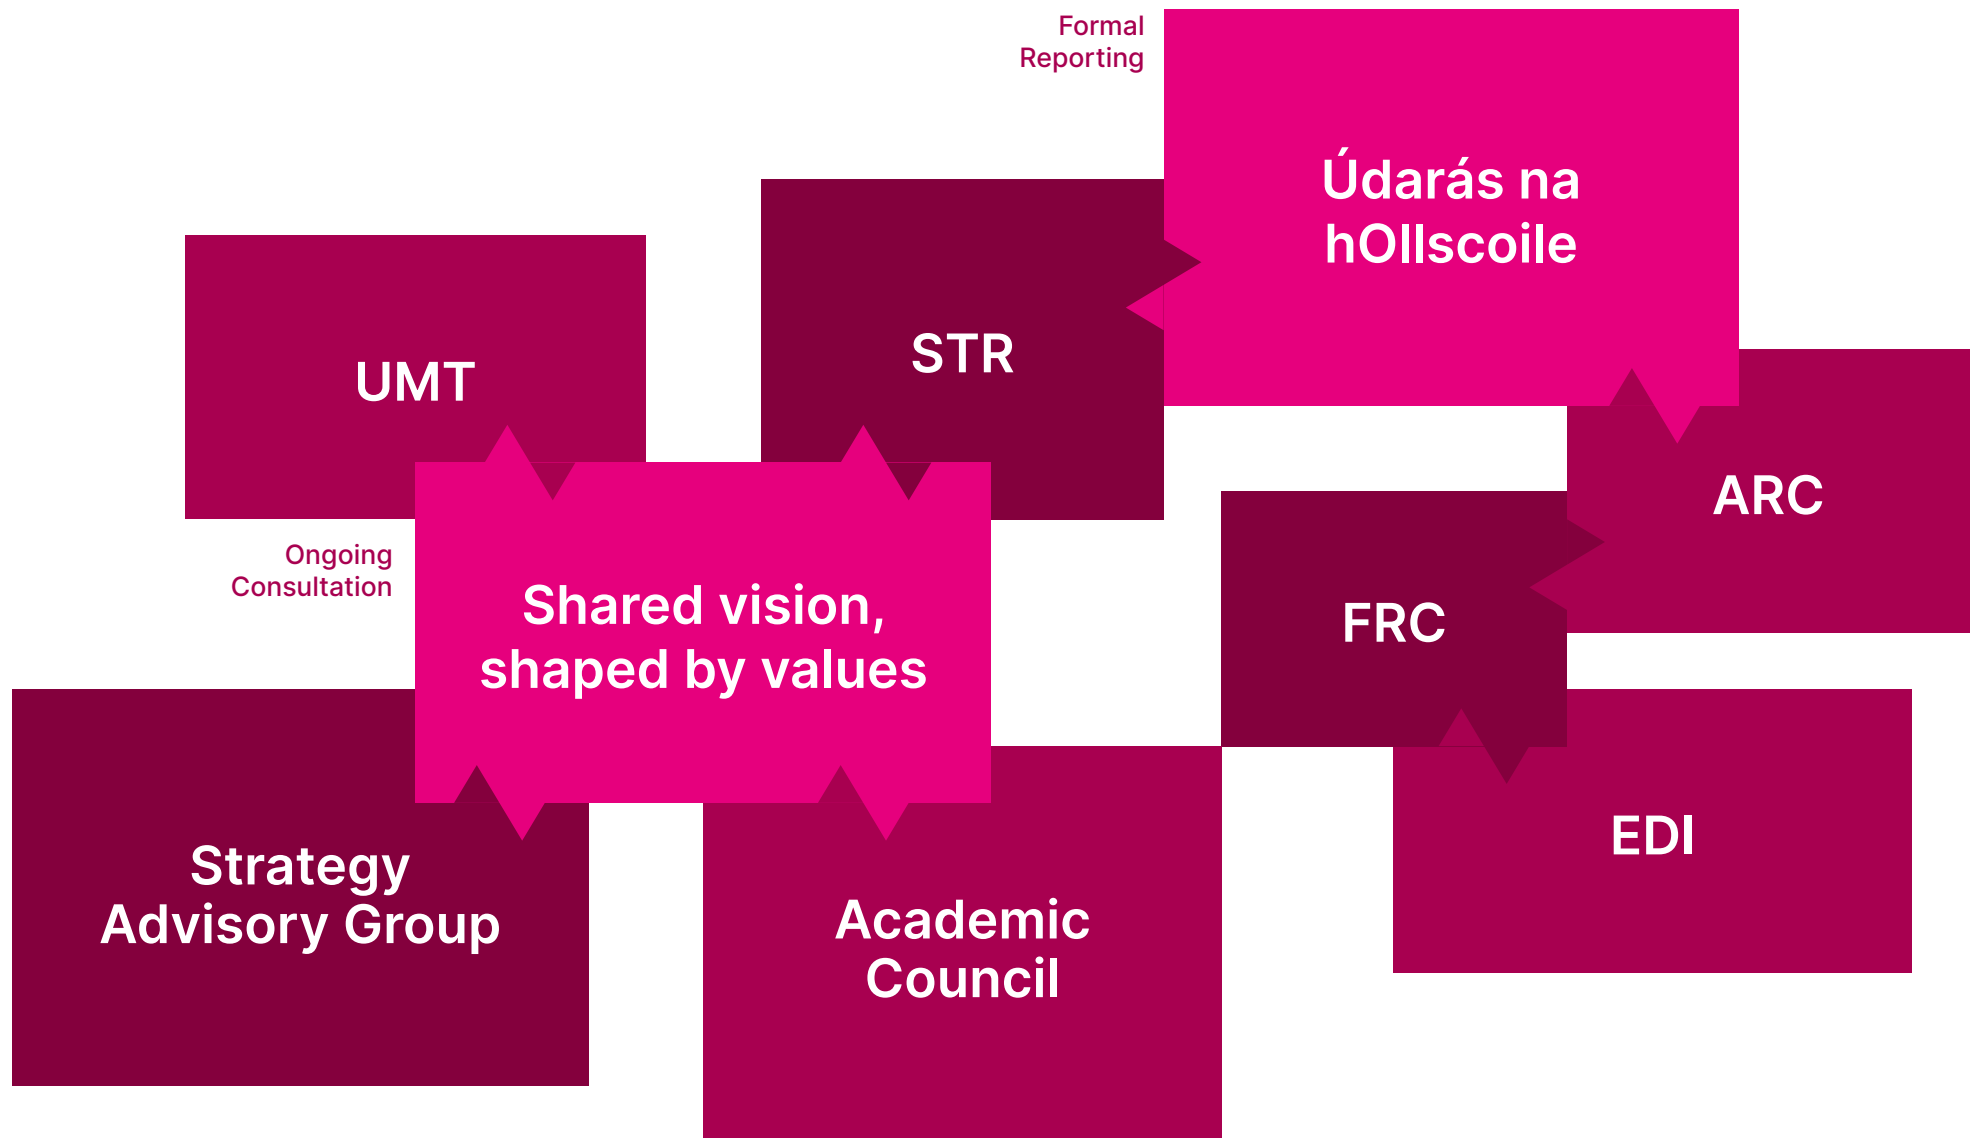 Formal
Reporting
Údarás na
hOllscoile
STR
UMT
ARC
Ongoing
Consultation
Shared vision,
shaped by values
FRC
Strategy
Advisory Group
Academic
Council
EDI